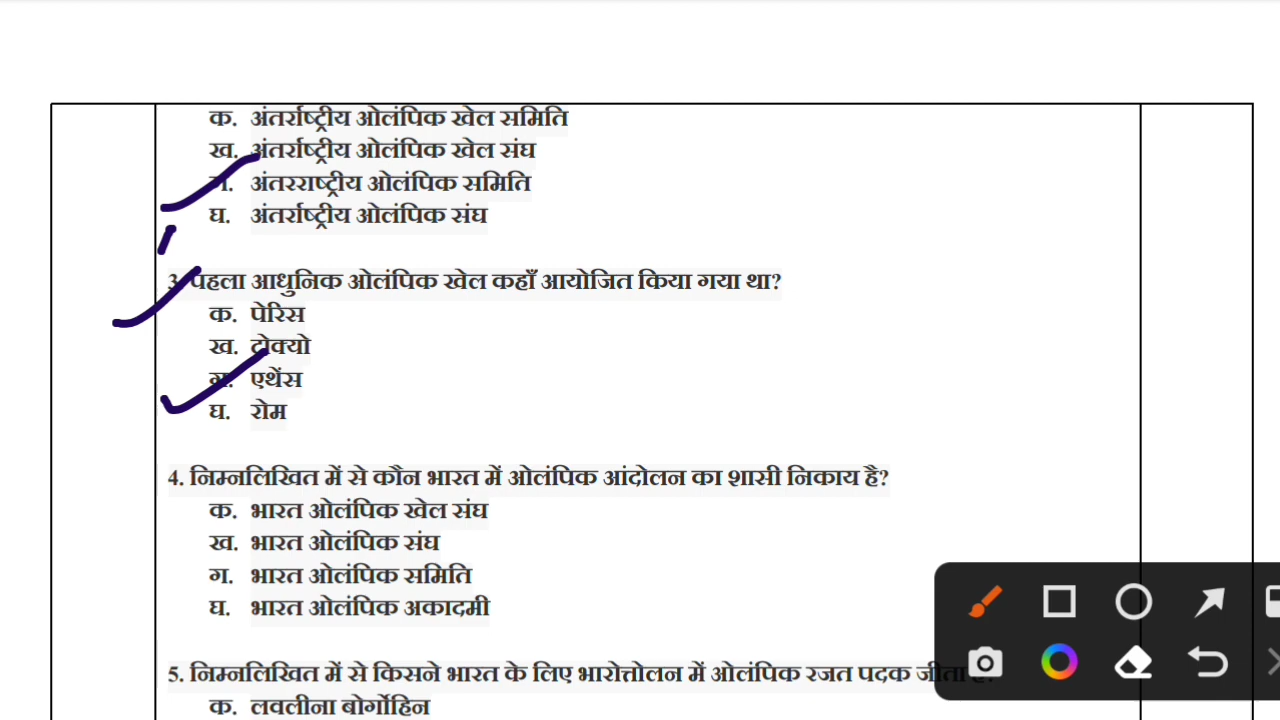 क. अंतर्राष्ट्रीय ओलंपिक खेल समिति
ख. अंतर्राष्ट्रीय ओलंपिक खेल संघ
ग. अंतरराष्ट्रीय ओलंपिक समिति
घ. अंतर्राष्ट्रीय ओलंपिक संघ
3. पहला आधुनिक ओलंपिक खेल कहाँ आयोजित किया गया था?
क. पेरिस
ख. टोक्यो
ग. एथेंस
घ. रोम
4. निम्नलिखित में से कौन भारत में ओलंपिक आंदोलन का शासी निकाय है?
क. भारत ओलंपिक खेल संघ
ख. भारत ओलंपिक संघ
ग. भारत ओलंपिक समिति
घ. भारत ओलंपिक अकादमी
5. निम्नलिखित में से किसने भारत के लिए भारोत्तोलन में ओलंपिक रजत पदक जीता है?
क. लवलीना बोर्गोहिन